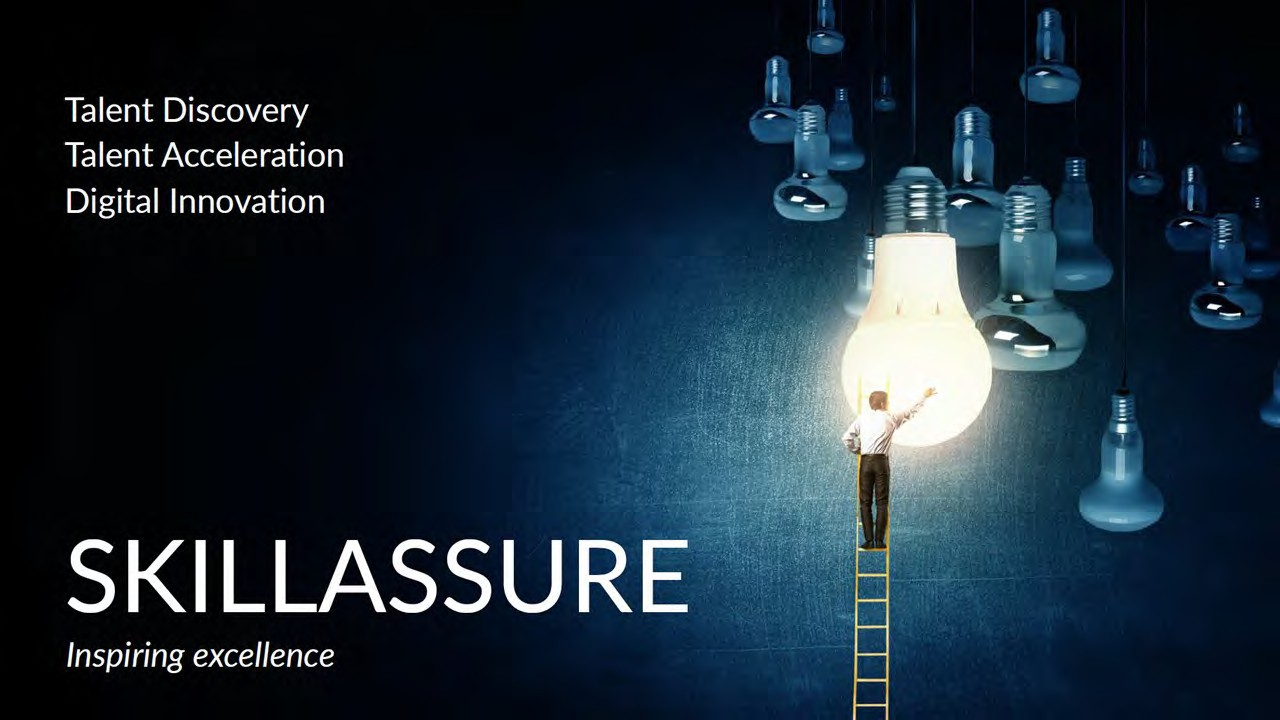 Talent Discovery
Talent Acceleration
Digital Innovation
SKILLASSURE
Inspiring excellence